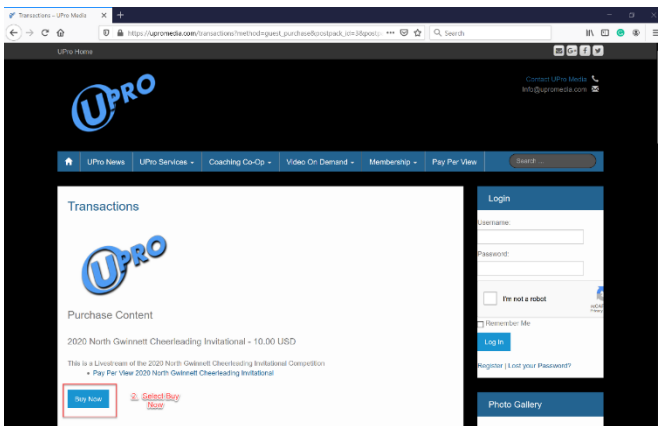 Transactions – UPro Media
https://upromedia.com/transactions?method=guest_purchase&postpack_id=3&posts
Search
UPro Home
Contact UPro Media
Info@upromedia.com
UPRO
UPro News UPro Services Coaching Co-Op Video On Demand Membership Pay Per View Search ...
Transactions
UPRO
Purchase Content
2020 North Gwinnett Cheerleading Invitational - 10.00 USD
This is a Livestream of the 2020 North Gwinnett Cheerleading Invitational Competition
Pay Per View 2020 North Gwinnett Cheerleading Invitational
Buy Now
2. Select Buy
Now
Login
Username:
Password:
I'm not a robot
Remember Me
Log In
Register | Lost your Password?
Photo Gallery